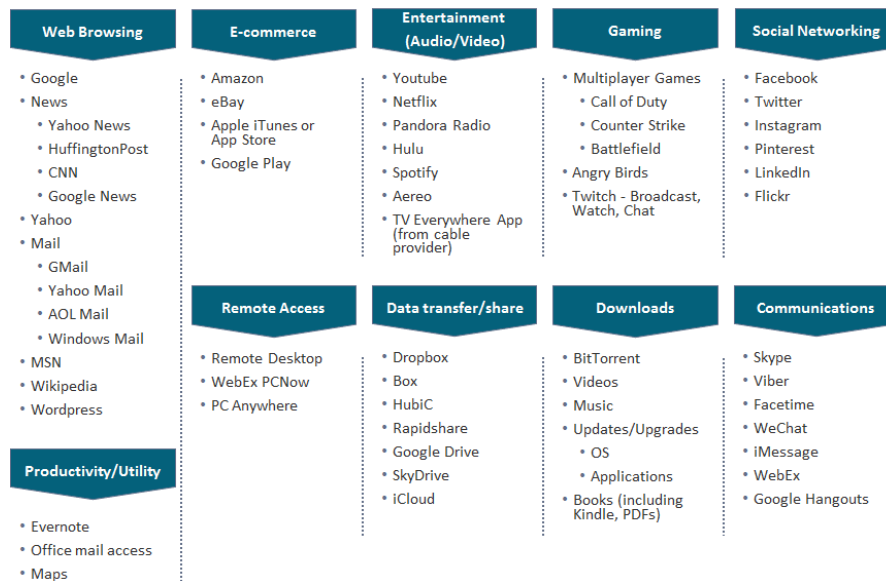 Web Browsing
• Google
• News
• Yahoo News
• HuffingtonPost
• CNN
• Google News
• Yahoo
• Mail
• GMail
• Yahoo Mail
• AOL Mail
• Windows Mail
• MSN
• Wikipedia
• Wordpress
E-commerce
• Amazon
• eBay
• Apple iTunes or
App Store
• Google Play
Entertainment
(Audio/Video)
• Youtube
• Netflix
• Pandora Radio
• Hulu
• Spotify
• Aereo
• TV Everywhere App
(from cable
provider)
Gaming
• Multiplayer Games
• Call of Duty
• Counter Strike
• Battlefield
• Angry Birds
• Twitch - Broadcast,
Watch, Chat
Social Networking
• Facebook
• Twitter
• Instagram
• Pinterest
• LinkedIn
• Flickr
Remote Access
• Remote Desktop
• WebEx PCNow
• PC Anywhere
Data transfer/share
• Dropbox
• Box
• HubiC
• Rapidshare
• Google Drive
• SkyDrive
• iCloud
Downloads
• BitTorrent
• Videos
• Music
• Updates/Upgrades
• OS
• Applications
• Books (including
Kindle, PDFs)
Communications
• Skype
• Viber
• Facetime
• WeChat
• iMessage
• WebEx
• Google Hangouts
Productivity/Utility
• Evernote
• Office mail access
• Maps